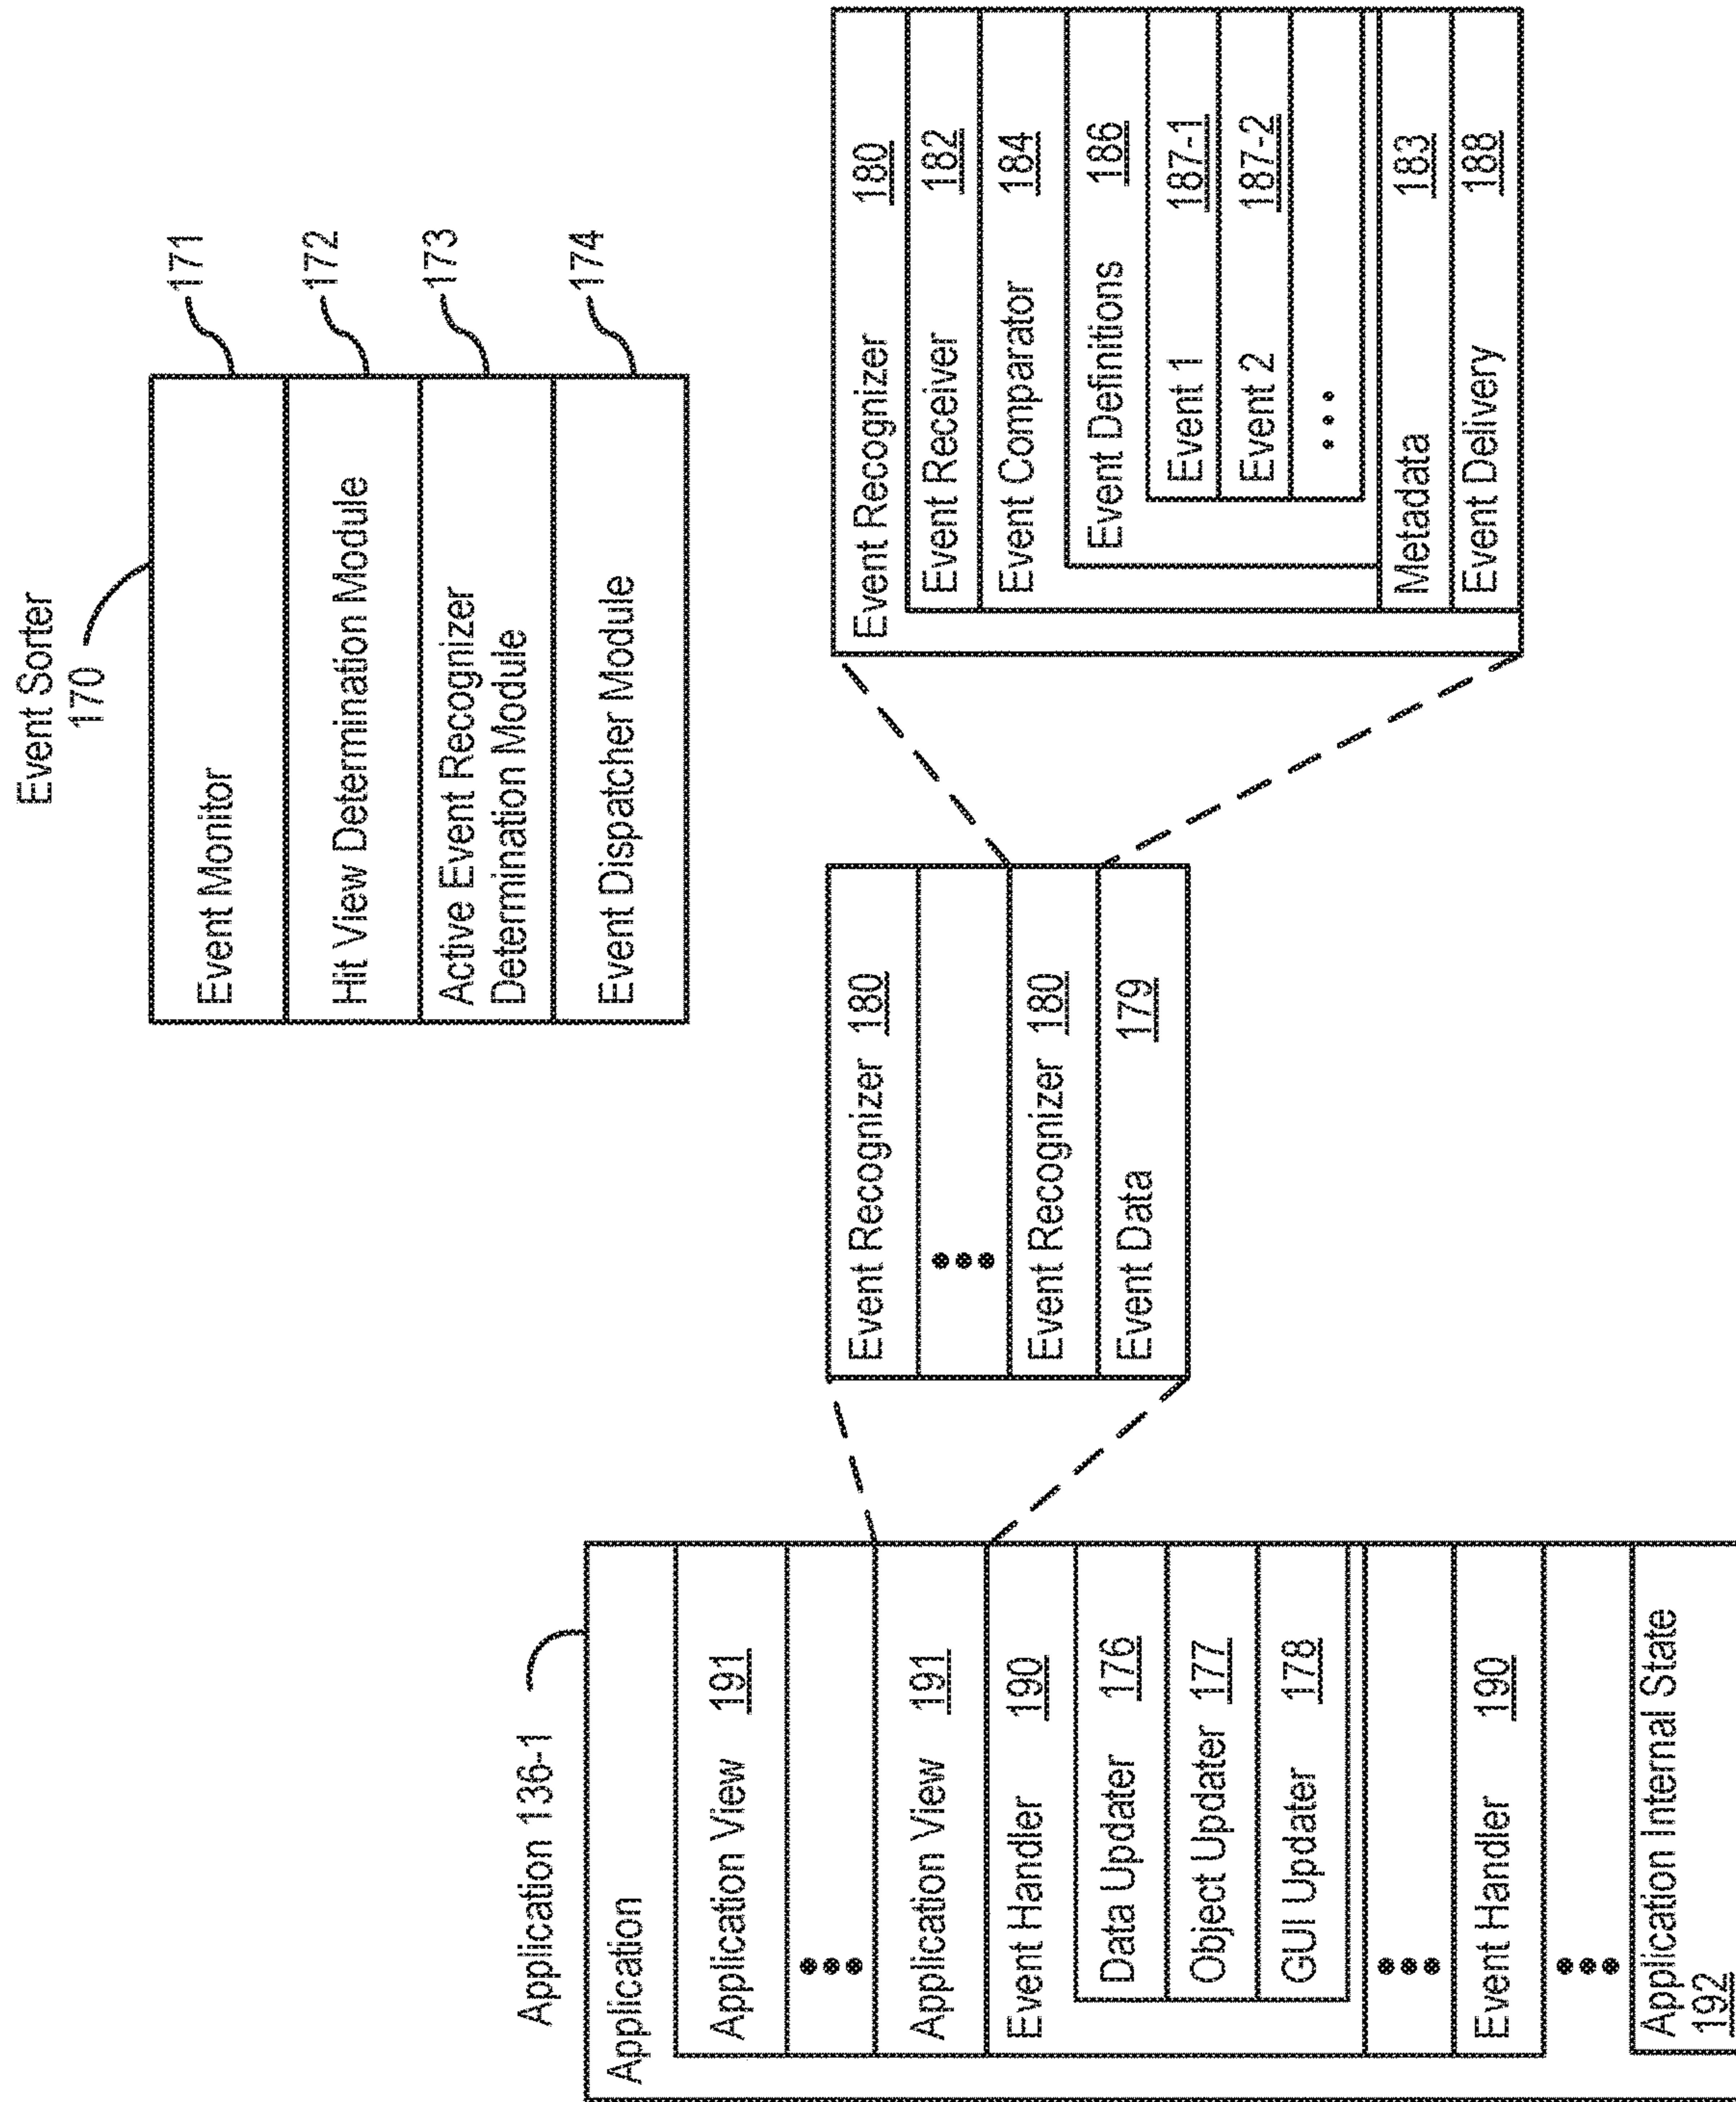 Event Sorter
170
Event Monitor
171
Hit View Determination Module
172
Active Event Recognizer
Determination Module
173
Event Dispatcher Module
174
Application 136-1
Application
Application View 191
•••
Application View 191
Event Handler 190
Data Updater 176
Object Updater 177
GUI Updater 178
•••
Event Handler 190
•••
Application Internal State
192
Event Recognizer 180
•••
Event Recognizer 180
Event Data 179
Event Recognizer 180
Event Receiver 182
Event Comparator 184
Event Definitions 186
Event 1 187-1
Event 2 187-2
•••
Metadata 183
Event Delivery 188